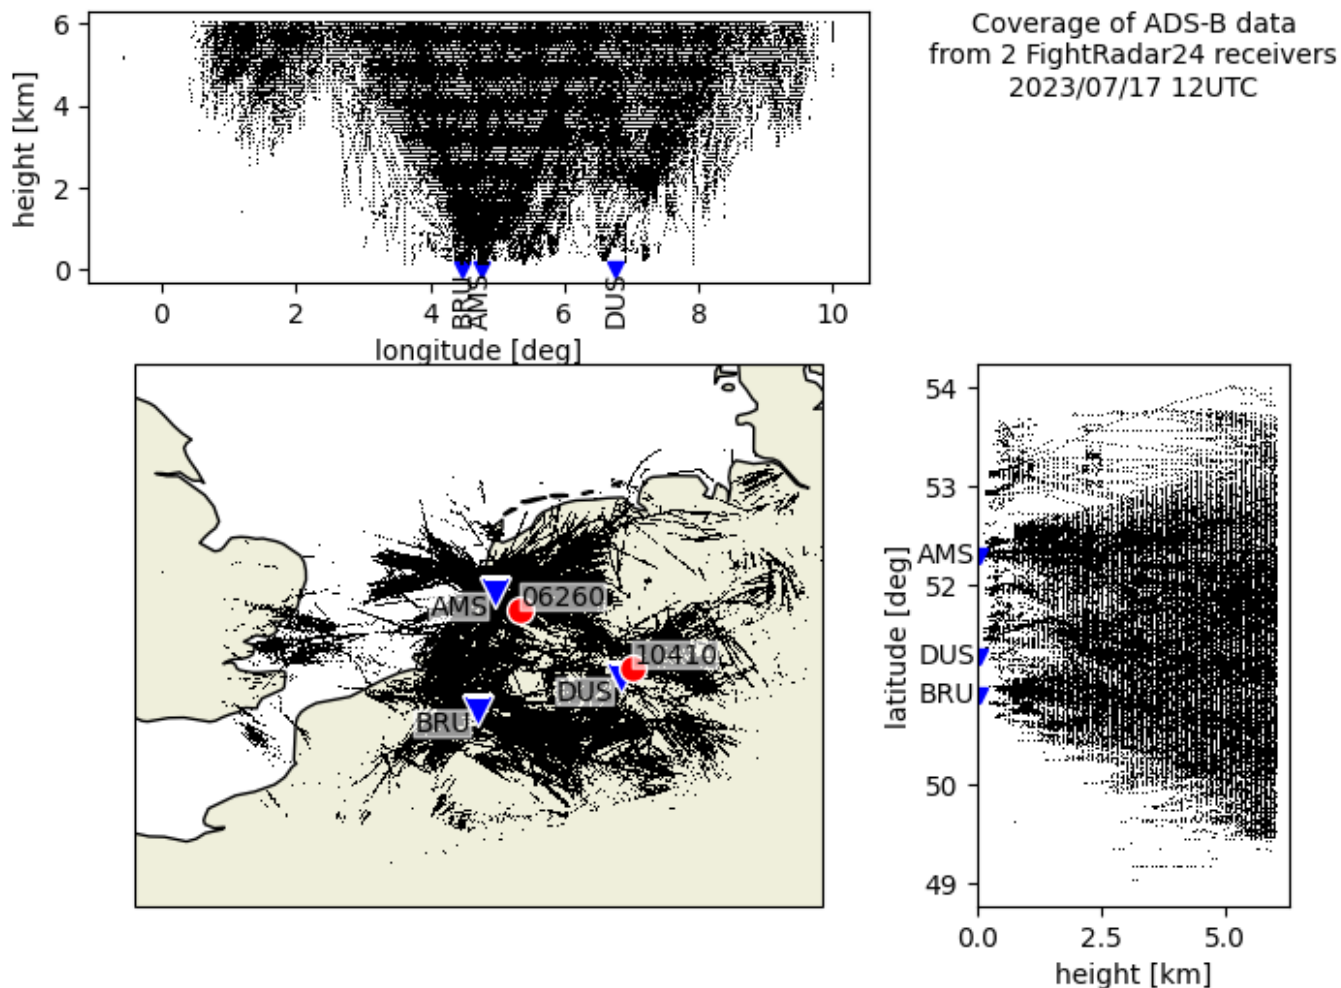 Coverage of ADS-B data
from 2 FightRadar24 receivers
2023/07/17 12UTC
height [km]
6
4
2
0
0 2 4 6 8 10
BRU
AMS
DUS
longitude [deg]
AMS
06260
10410
DUS
BRU
latitude [deg]
54
53
AMS
52
DUS
BRU
50
49
0.0 2.5 5.0
height [km]